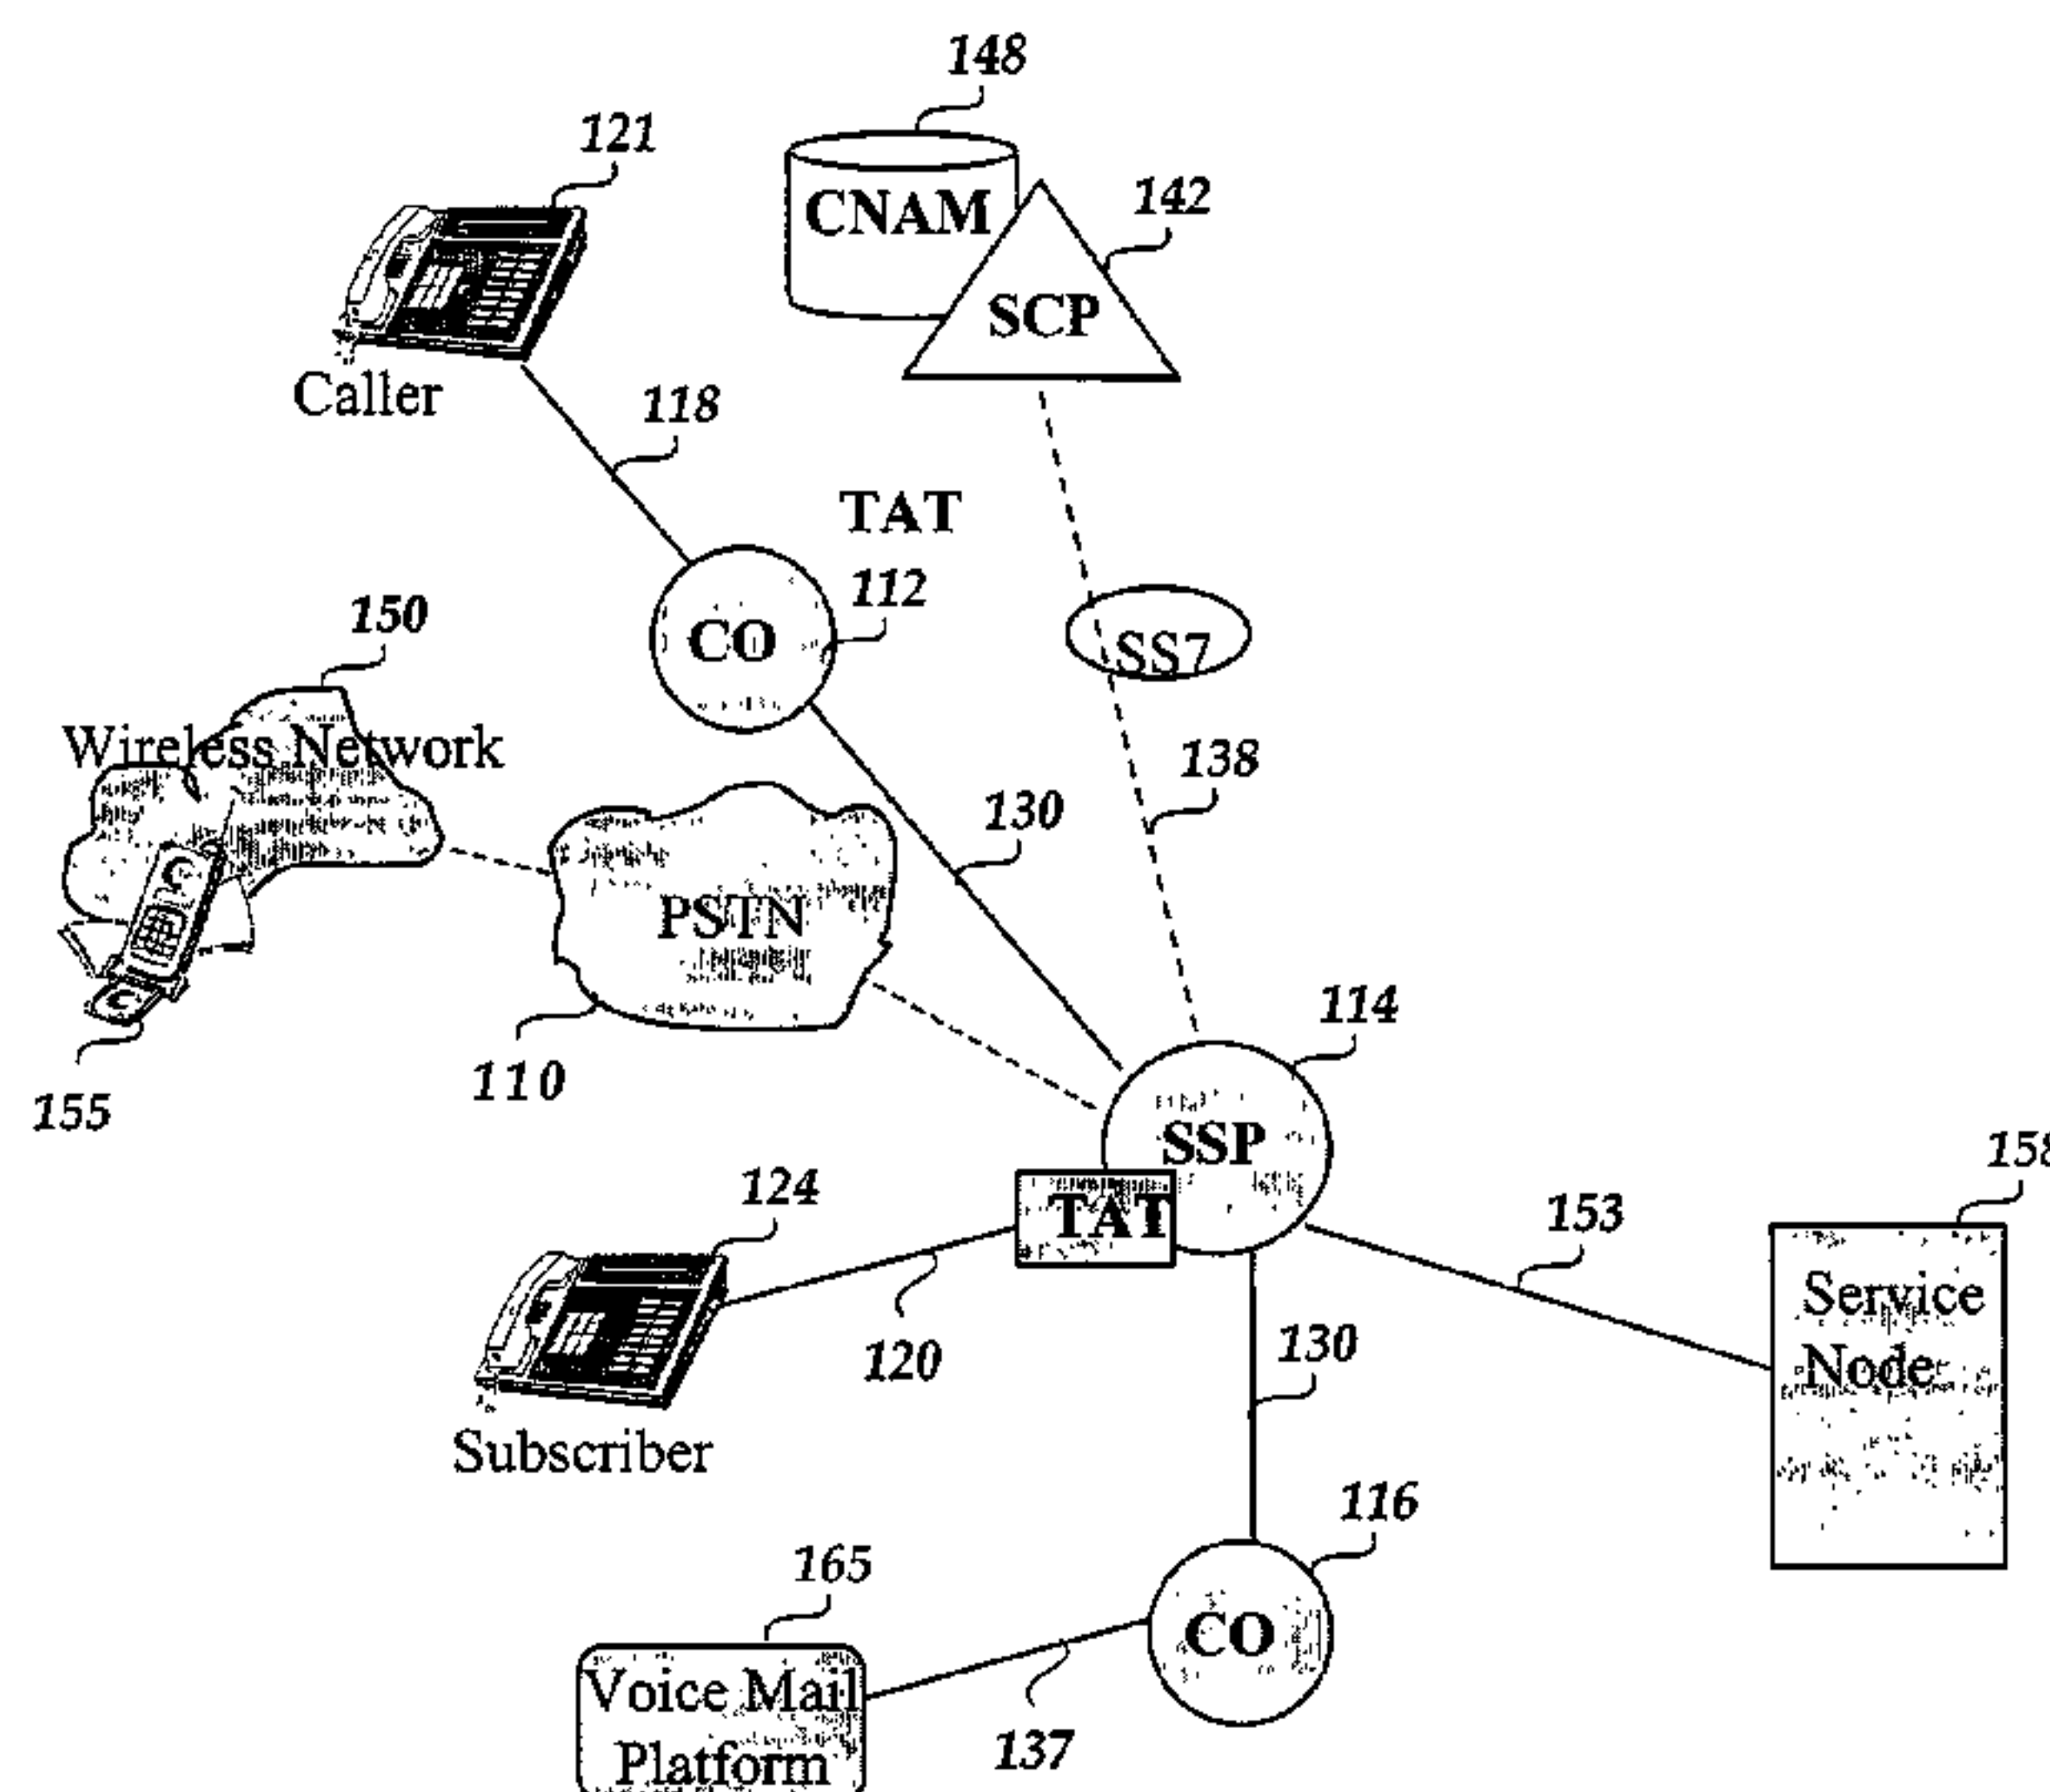 148
121
CNAM
142
SCP
Caller
118
TAT
112
CO
150
SS7
Wireless Network
138
130
PSTN
114
110
155
SSP
158
124
153
TAT
Service
Node
120
130
Subscriber
116
165
CO
Voice Mail
Platform
137